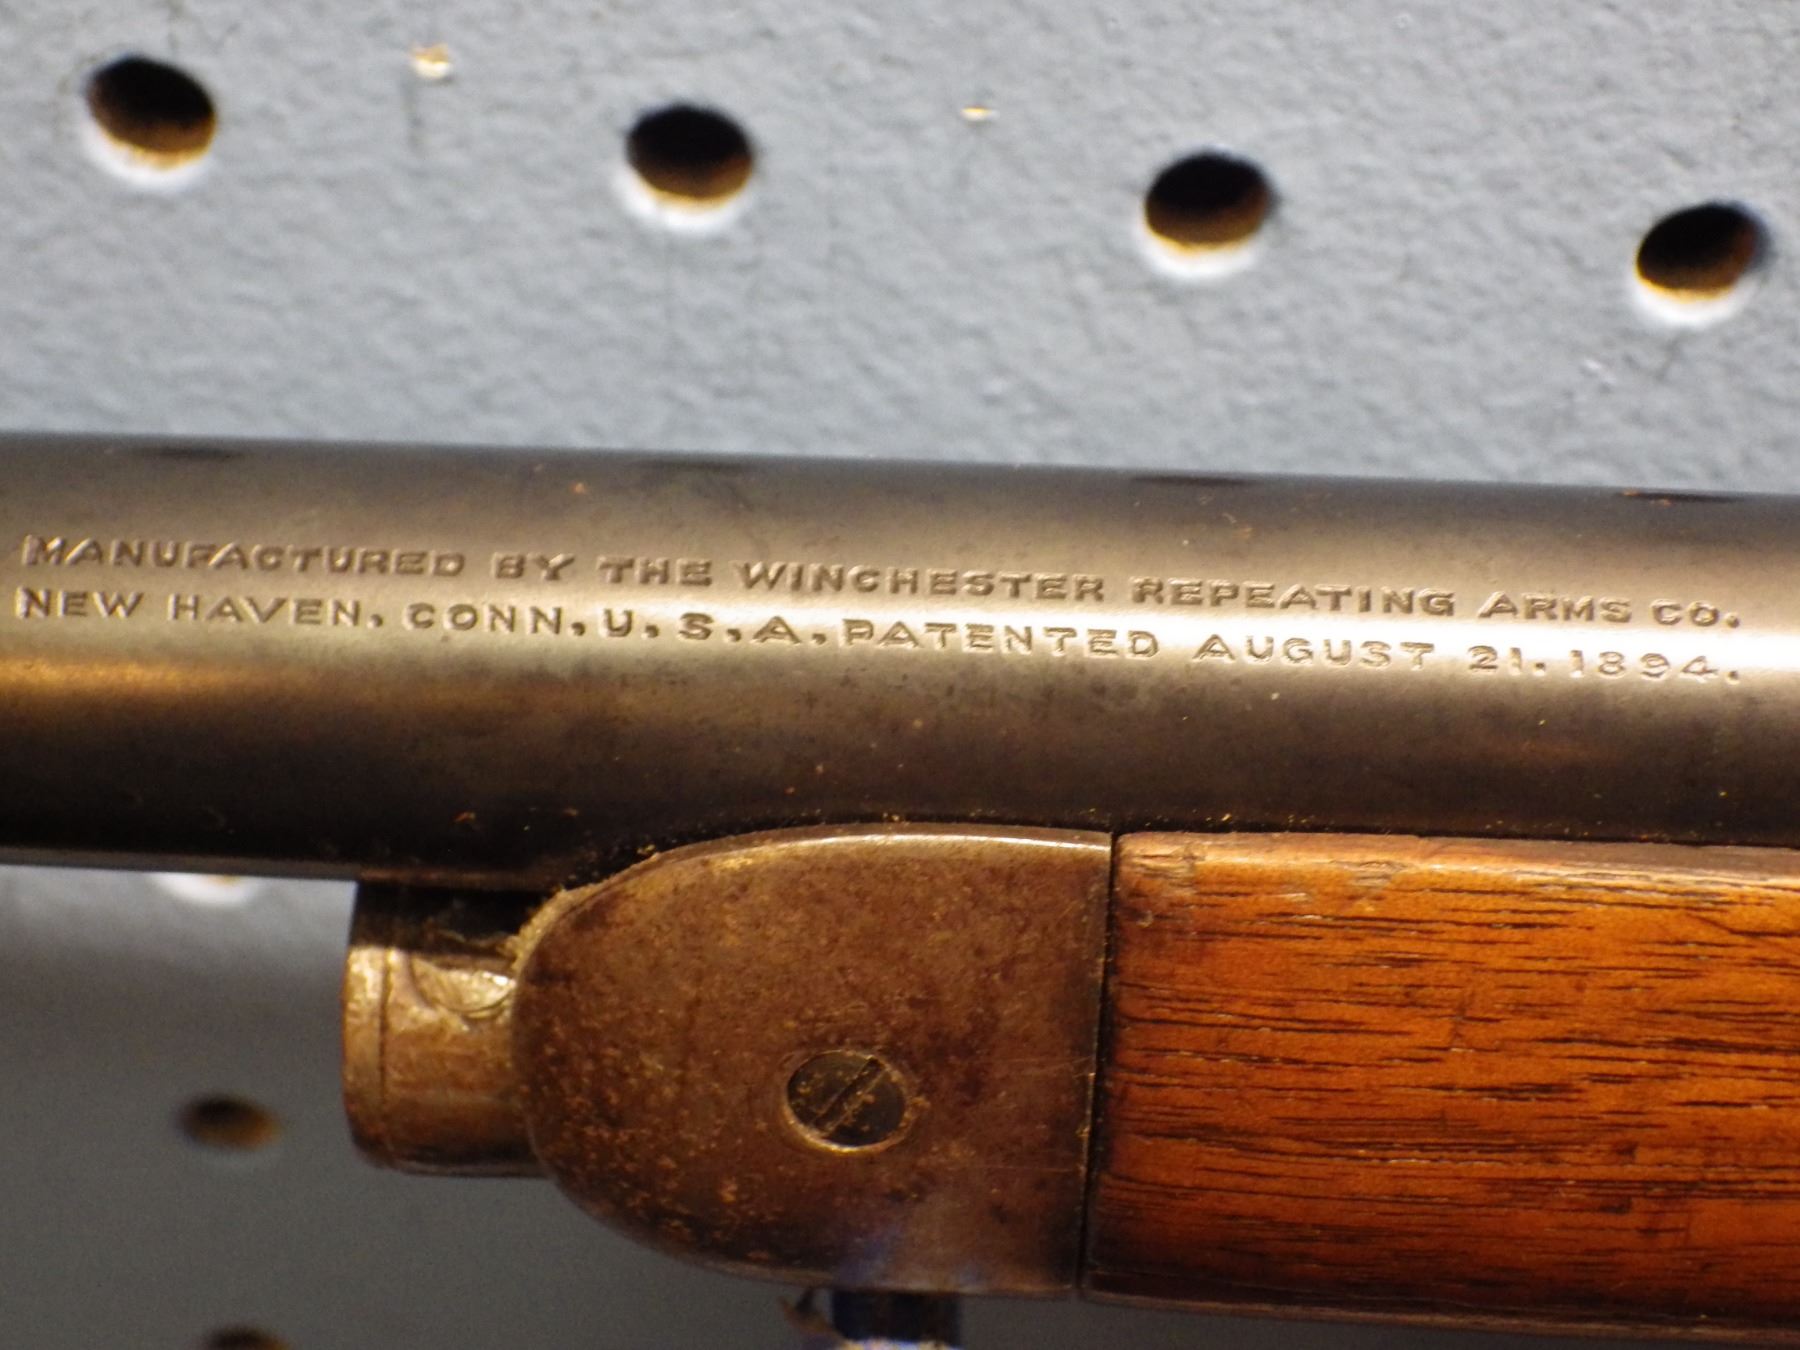 MANUFACTURED BY THE WINCHESTER REPEATING ARMS CO.
NEW HAVEN, CONN, U, S, A, PATENTED AUGUST 21. 1894.